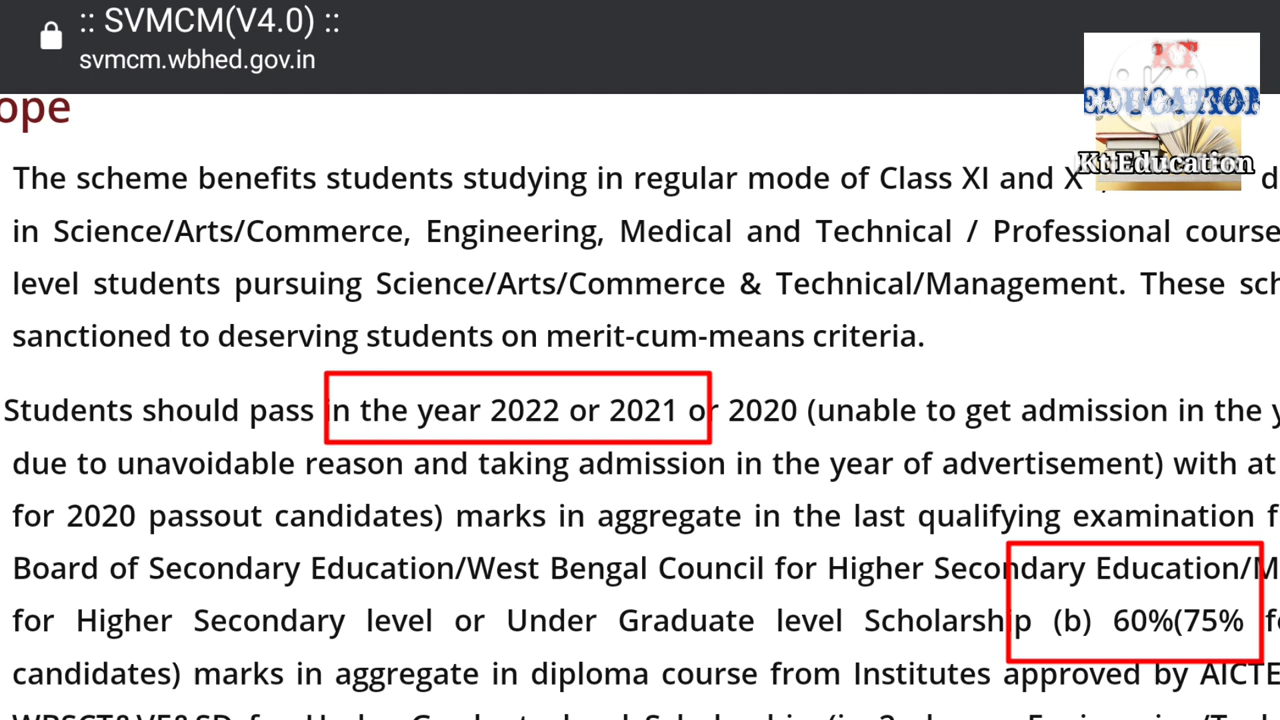 :: SVMCM(V4.0) ::
svmcm.wbhed.gov.in
KT
EDUCATION
Kt Education
ope
The scheme benefits students studying in regular mode of Class XI and X
in Science/Arts/Commerce, Engineering, Medical and Technical / Professional course
level students pursuing Science/Arts/Commerce & Technical/Management. These sch
sanctioned to deserving students on merit-cum-means criteria.
Students should pass in the year 2022 or 2021 or 2020 (unable to get admission in the y
due to unavoidable reason and taking admission in the year of advertisement) with at
for 2020 passout candidates) marks in aggregate in the last qualifying examination f
Board of Secondary Education/West Bengal Council for Higher Secondary Education/M
for Higher Secondary level or Under Graduate level Scholarship (b) 60%(75% fo
candidates) marks in aggregate in diploma course from Institutes approved by AICTE